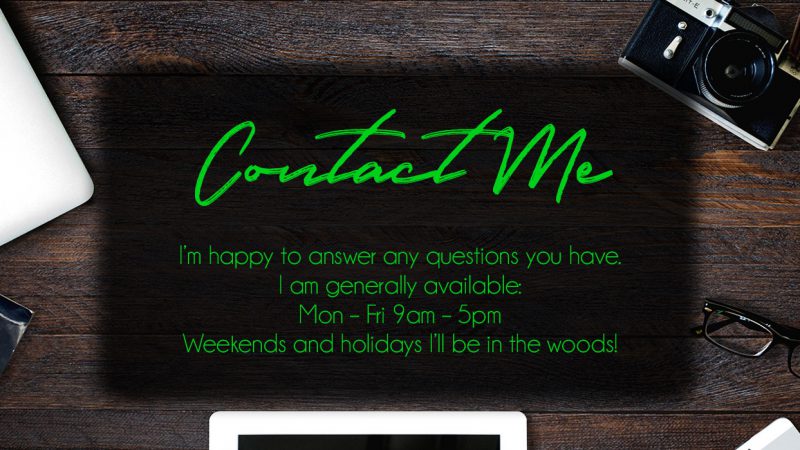 Contact Me
I'm happy to answer any questions you have.
I am generally available:
Mon – Fri 9am – 5pm
Weekends and holidays I'll be in the woods!